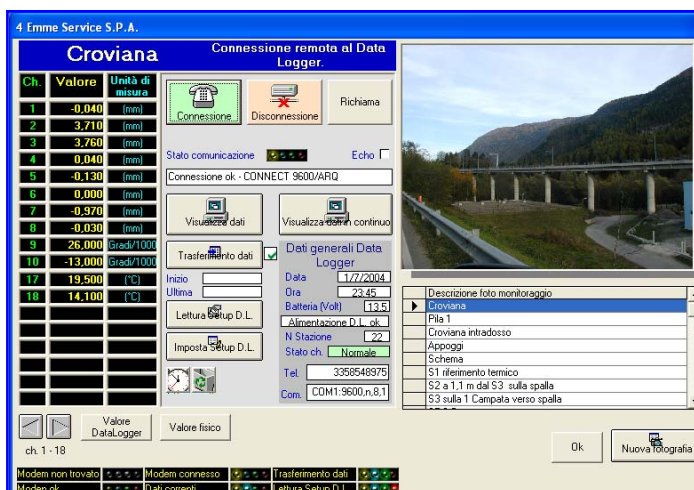 4 Emme Service S.P.A.
Croviana
Connessione remota al Data Logger.
Ch. Valore Unità di misura
1 -0,040 (mm)
2 3,710 (mm)
3 3,760 (mm)
4 0,040 (mm)
5 -0,130 (mm)
6 0,000 (mm)
7 -0,970 (mm)
8 -0,030 (mm)
9 26,000 Gradi/1000
10 -13,000 Gradi/1000
17 19,500 (°C)
18 14,100 (°C)
Connessione
Disconnessione
Richiama
Stato comunicazione
Echo
Connessione ok - CONNECT 9600/ARQ
Visualizza dati
Visualizza dati in continuo
Trasferimento dati
Inizio
Ultima
Lettura Setup D.L.
Imposta Setup D.L.
Dati generali Data Logger
Data 1/7/2004
Ora 23:45
Batteria (Volt) 13,5
Alimentazione D.L. ok
N Stazione 22
Stato ch. Normale
Tel. 3358548975
Com. COM1:9600,n,8,1
Descrizione foto monitoraggio
Croviana
Pila 1
Croviana intradosso
Appoggi
Schema
S1 riferimento termico
S2 a 1,1 m dal S3 sulla spalla
S3 sulla 1 Campata verso spalla
Valore DataLogger
Valore fisico
ch. 1 - 18
Ok
Nuova fotografia
Modem non trovato
Modem connesso
Trasferimento dati
Modem ok
Dati correnti
Lettura Setup D.L.